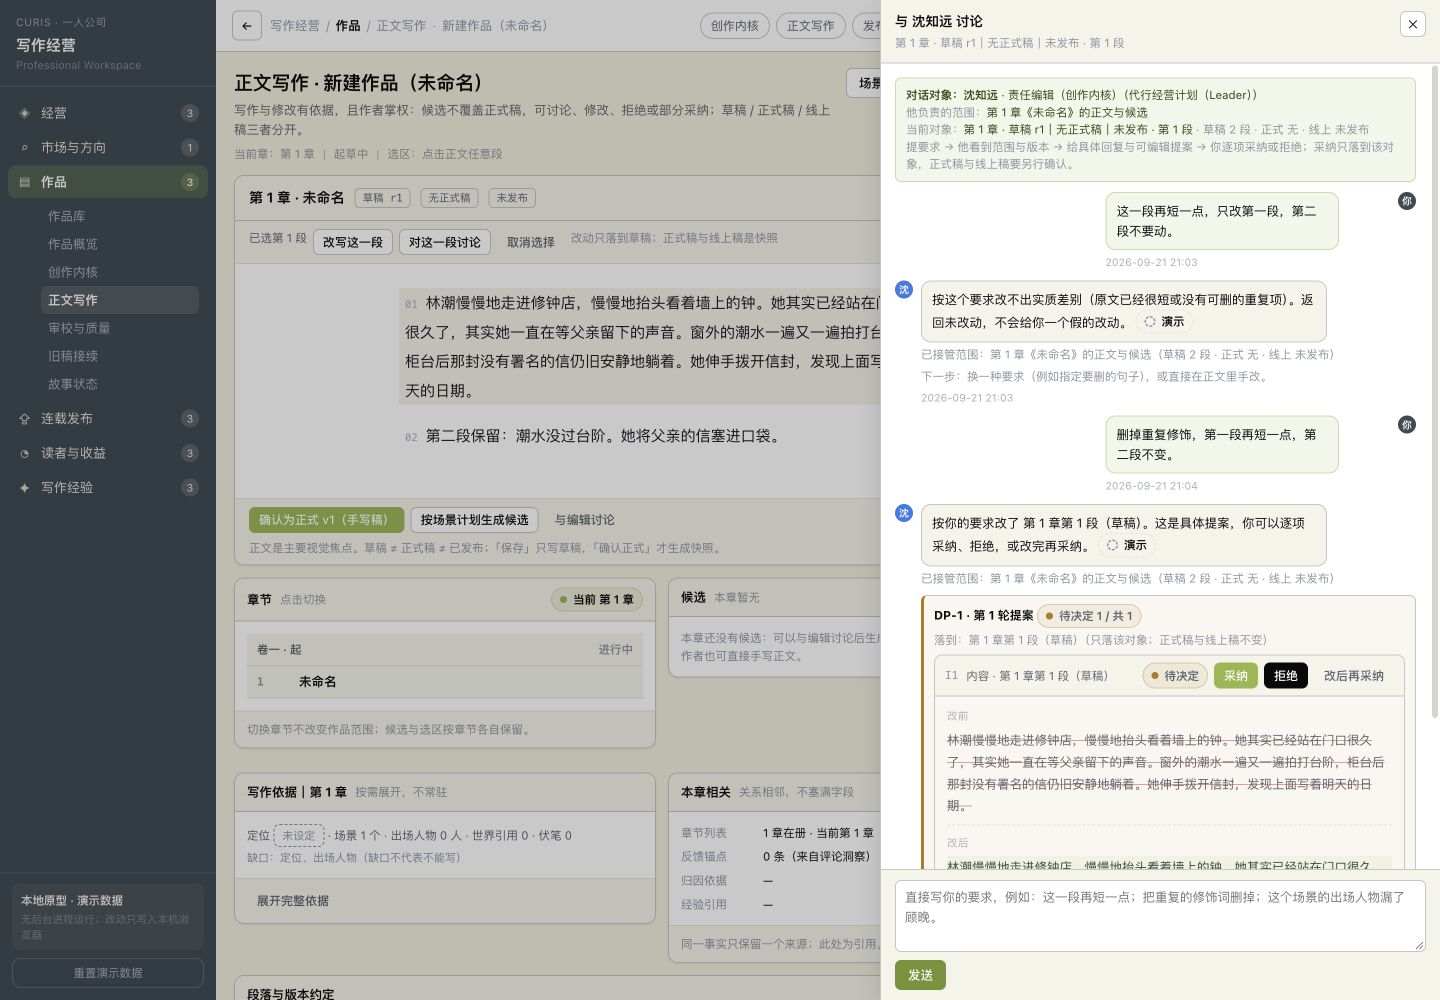 CURIS · 一人公司
写作经营
Professional Workspace
经营 3
市场与方向 1
作品 3
作品库
作品概览
创作内核
正文写作
审校与质量
旧稿接续
故事状态
连载发布 3
读者与收益 3
写作经验 3
本地原型 · 演示数据
无后台进程运行；改动只写入本机浏
览器
重置演示数据
← 写作经营 / 作品 / 正文写作 · 新建作品（未命名）
创作内核 正文写作
正文写作 · 新建作品（未命名）
写作与修改有依据，且作者掌权：候选不覆盖正式稿，可讨论、修改、拒绝或部分采纳；草稿 / 正式稿 / 线上
稿三者分开。
当前章：第 1 章 | 起草中 | 选区：点击正文任意段
第 1 章 · 未命名 草稿 r1 无正式稿 未发布
已选第 1 段 改写这一段 对这一段讨论 取消选择 改动只落到草稿；正式稿与线上稿是快照
01 林潮慢慢地走进修钟店，慢慢地抬头看着墙上的钟。她其实已经站在门
很久了，其实她一直在等父亲留下的声音。窗外的潮水一遍又一遍拍打台
柜台后那封没有署名的信仍旧安静地躺着。她伸手拨开信封，发现上面写
天的日期。
02 第二段保留：潮水没过台阶。她将父亲的信塞进口袋。
确认为正式 v1（手写稿） 按场景计划生成候选 与编辑讨论
正文是主要视觉焦点。草稿 ≠ 正式稿 ≠ 已发布；「保存」只写草稿，「确认正式」才生成快照。
章节 点击切换 当前 第 1 章
卷一 · 起 进行中
1 未命名
切换章节不改变作品范围；候选与选区按章节各自保留。
候选 本章暂无
本章还没有候选：可以与编辑讨论后生
作者也可直接手写正文。
写作依据｜第 1 章 按需展开，不常驻
定位 未设定 · 场景 1 个 · 出场人物 0 人 · 世界引用 0 · 伏笔 0
缺口：定位、出场人物（缺口不代表不能写）
展开完整依据
本章相关 关系相邻，不塞满字段
章节列表 1 章在册 · 当前第 1 章
反馈锚点 0 条（来自评论洞察）
归因依据 —
经验引用 —
同一事实只保留一个来源；此处为引用，
段落与版本约定
与 沈知远 讨论
第 1 章 · 草稿 r1 | 无正式稿 | 未发布 · 第 1 段
对话对象：沈知远 · 责任编辑（创作内核）（代行经营计划（Leader））
他负责的范围：第 1 章《未命名》的正文与候选
当前对象：第 1 章 · 草稿 r1 | 无正式稿 | 未发布 · 第 1 段 · 草稿 2 段 · 正式 无 · 线上 未发布
提要求 → 他看到范围与版本 → 给具体回复与可编辑提案 → 你逐项采纳或拒绝；采纳只落到该对
象，正式稿与线上稿要另行确认。
这一段再短一点，只改第一段，第二 你
段不要动。
2026-09-21 21:03
沈 按这个要求改不出实质差别（原文已经很短或没有可删的重复项）。返
回未改动，不会给你一个假的改动。 演示
已接管范围：第 1 章《未命名》的正文与候选（草稿 2 段 · 正式 无 · 线上 未发布）
下一步：换一种要求（例如指定要删的句子），或直接在正文里手改。
2026-09-21 21:03
删掉重复修饰，第一段再短一点，第 你
二段不变。
2026-09-21 21:04
沈 按你的要求改了 第 1 章第 1 段（草稿）。这是具体提案，你可以逐项
采纳、拒绝，或改完再采纳。 演示
已接管范围：第 1 章《未命名》的正文与候选（草稿 2 段 · 正式 无 · 线上 未发布）
DP-1 · 第 1 轮提案 待决定 1 / 共 1
落到：第 1 章第 1 段（草稿）（只落该对象；正式稿与线上稿不变）
I1 内容 · 第 1 章第 1 段（草稿） 待决定 采纳 拒绝 改后再采纳
改前
林潮慢慢地走进修钟店，慢慢地抬头看着墙上的钟。她其实已经站在门口很久
了，其实她一直在等父亲留下的声音。窗外的潮水一遍又一遍拍打台阶，柜台后
那封没有署名的信仍旧安静地躺着。她伸手拨开信封，发现上面写着明天的日
期。
改后
林潮慢慢地走进修钟店，慢慢地抬头看着墙上的钟。她其实已经站在门口很久
直接写你的要求，例如：这一段再短一点；把重复的修饰词删掉；这个场景的出场人物漏了
顾晚。
发送